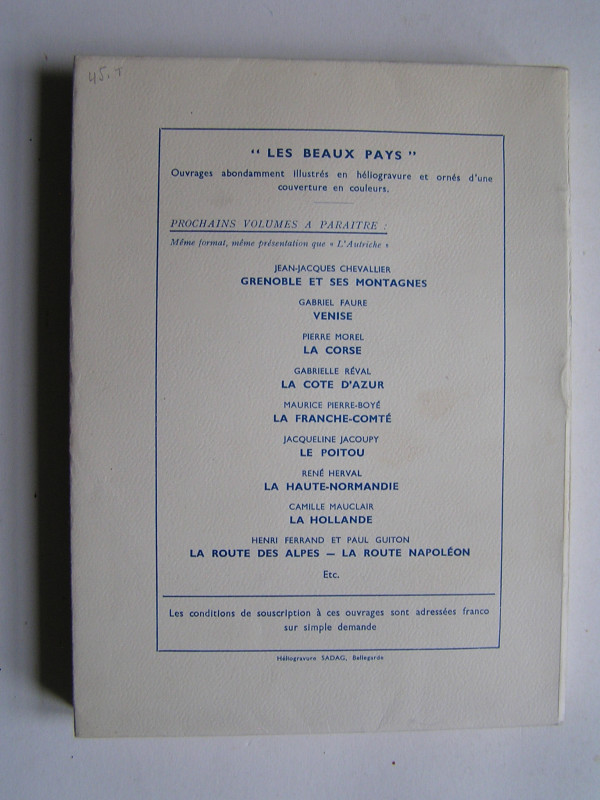 45.T
" LES BEAUX PAYS "
Ouvrages abondamment illustrés en héliogravure et ornés d'une
couverture en couleurs.
PROCHAINS VOLUMES A PARAITRE :
Même format, même présentation que « L'Autriche »
JEAN-JACQUES CHEVALLIER
GRENOBLE ET SES MONTAGNES
GABRIEL FAURE
VENISE
PIERRE MOREL
LA CORSE
GABRIELLE RÉVAL
LA COTE D'AZUR
MAURICE PIERRE-BOYÉ
LA FRANCHE-COMTÉ
JACQUELINE JACOUPY
LE POITOU
RENÉ HERVAL
LA HAUTE-NORMANDIE
CAMILLE MAUCLAIR
LA HOLLANDE
HENRI FERRAND ET PAUL GUITON
LA ROUTE DES ALPES — LA ROUTE NAPOLÉON
Etc.
Les conditions de souscription à ces ouvrages sont adressées franco
sur simple demande
Héliogravure SADAG, Bellegarde